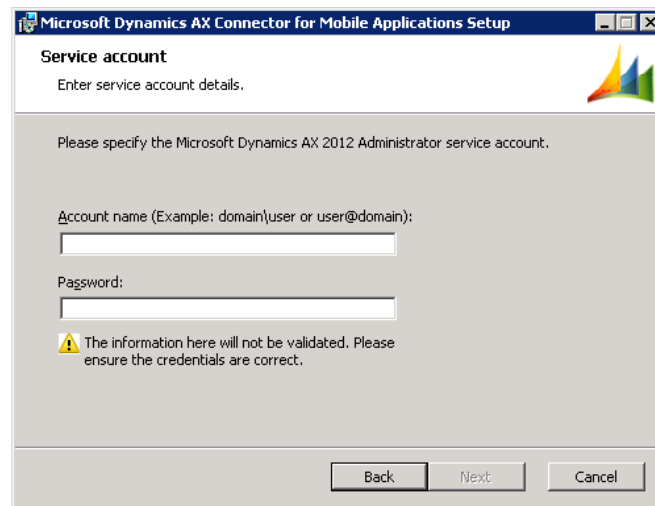 Microsoft Dynamics AX Connector for Mobile Applications Setup
Service account
Enter service account details.
Please specify the Microsoft Dynamics AX 2012 Administrator service account.
Account name (Example: domain\user or user@domain):
Password:
The information here will not be validated. Please
ensure the credentials are correct.
Back Next Cancel